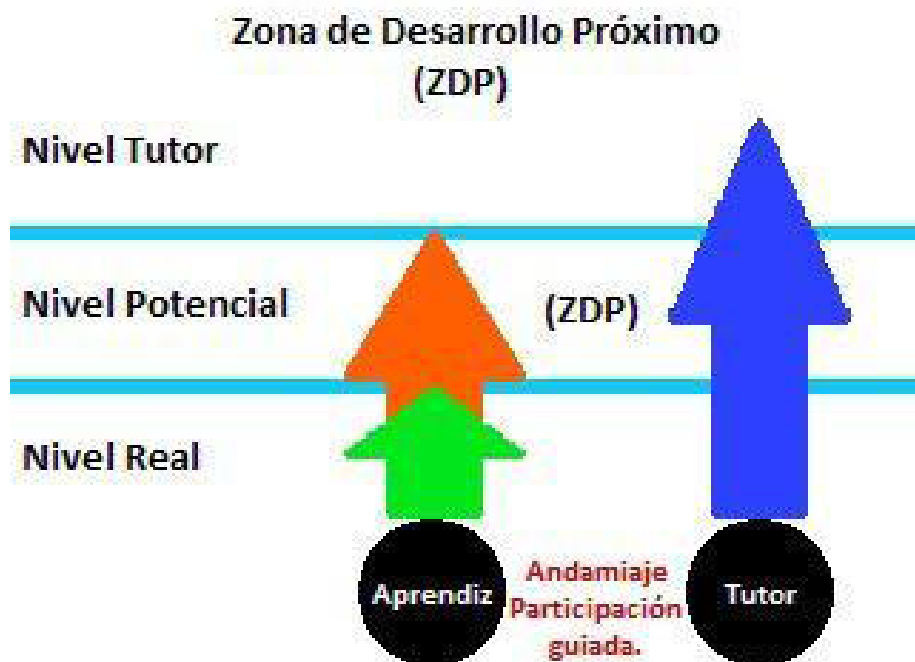 Zona de Desarrollo Próximo
(ZDP)
Nivel Tutor
Nivel Potencial
(ZDP)
Nivel Real
Aprendiz
Andamiaje
Participación
guiada.
Tutor